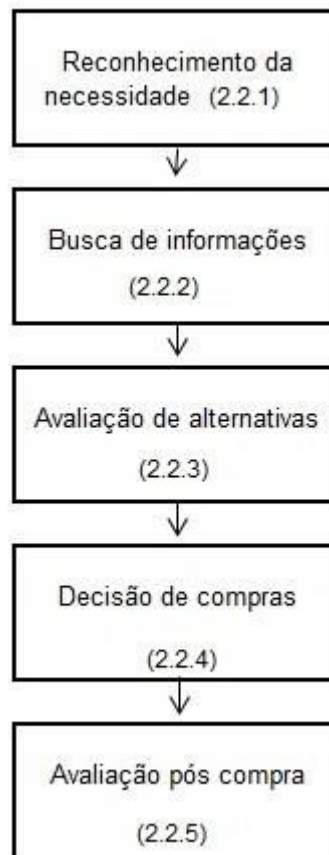 Reconhecimento da
necessidade (2.2.1)
Busca de informações
(2.2.2)
Avaliação de alternativas
(2.2.3)
Decisão de compras
(2.2.4)
Avaliação pós compra
(2.2.5)